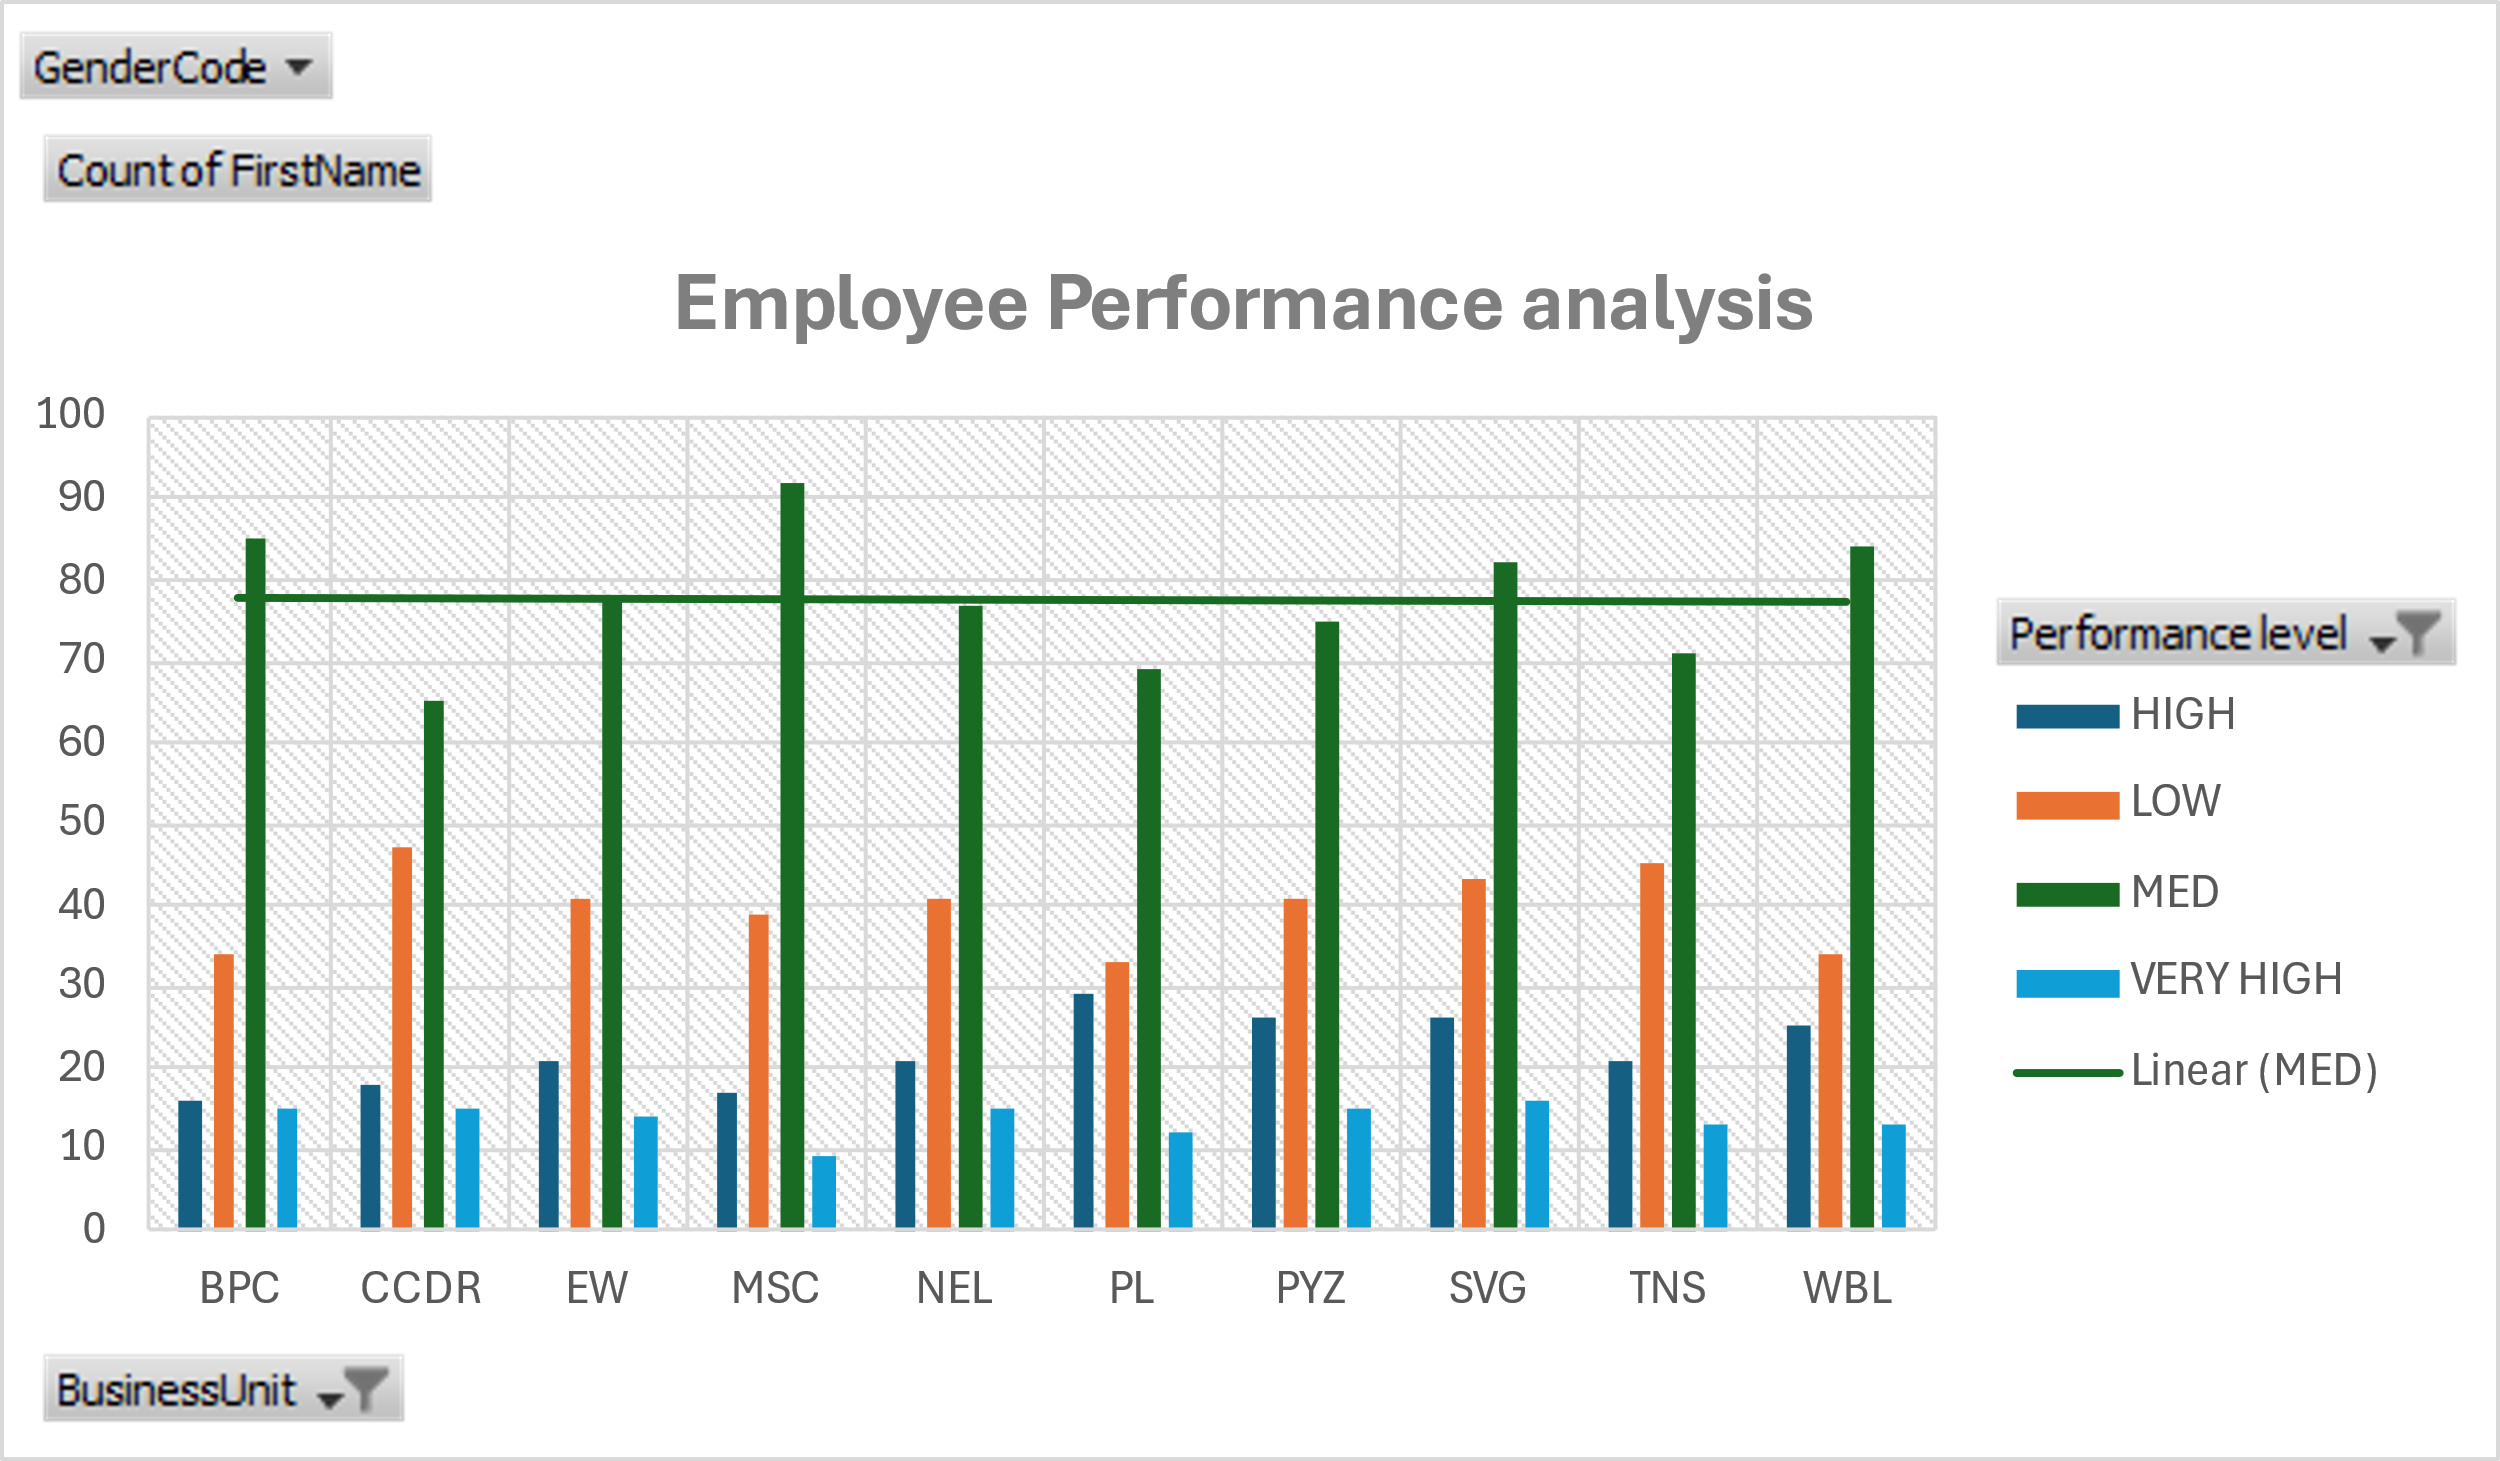 GenderCode
Count of FirstName
Employee Performance analysis
100
90
80
70
60
50
40
30
20
10
0
BPC CCDR EW MSC NEL PL PYZ SVG TNS WBL
Performance level
HIGH
LOW
MED
VERY HIGH
Linear (MED)
BusinessUnit